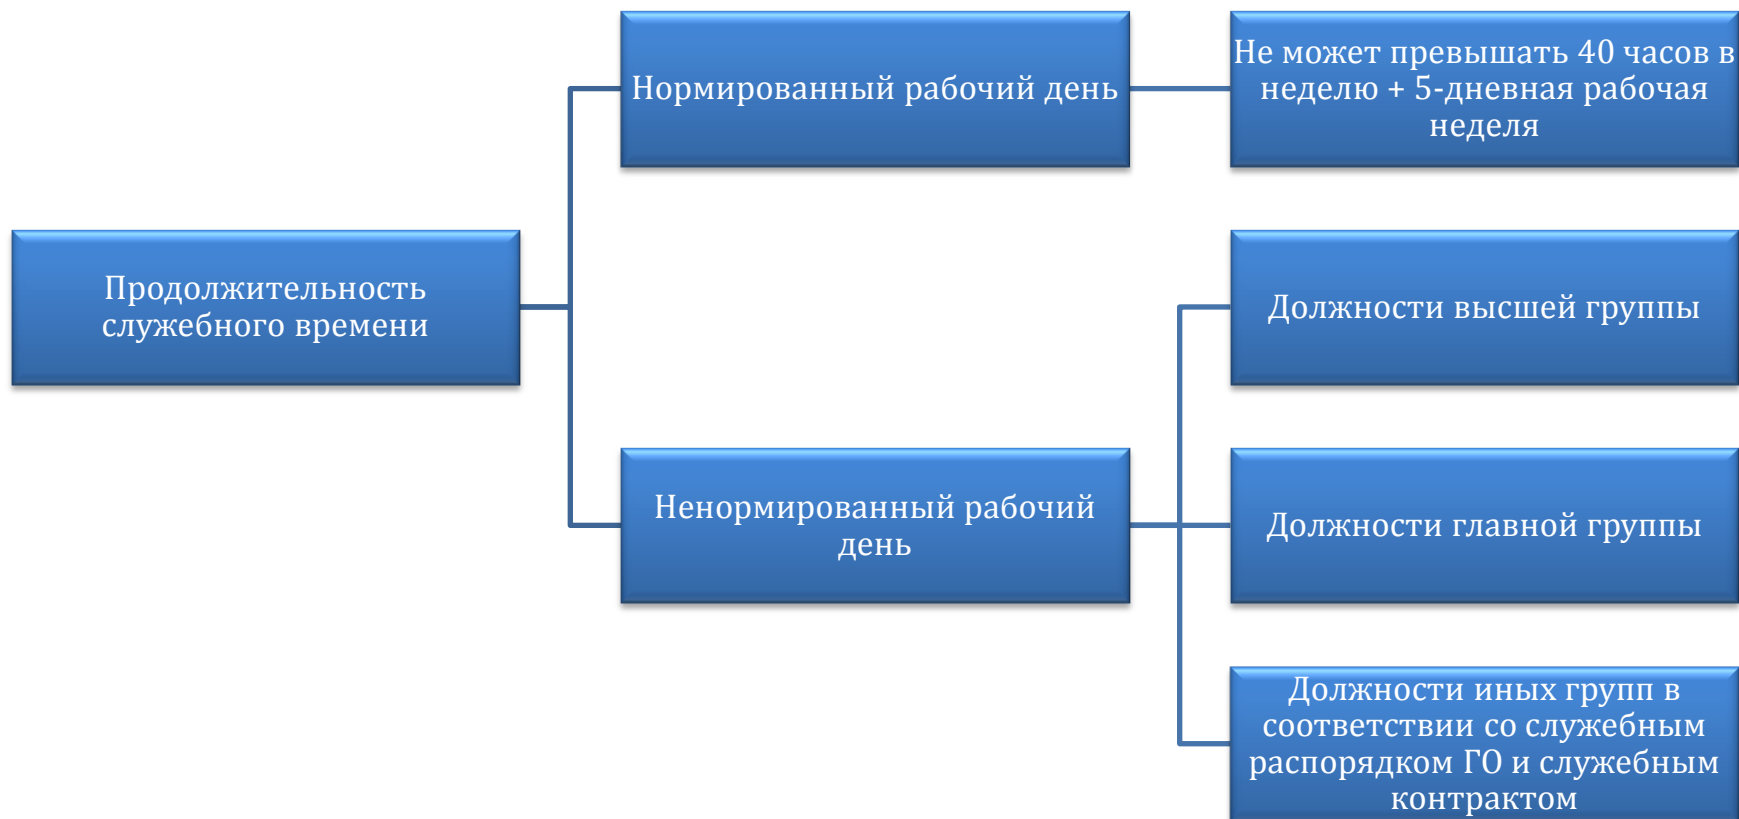 Продолжительность
служебного времени
Нормированный рабочий день
Не может превышать 40 часов в
неделю + 5-дневная рабочая
неделя
Ненормированный рабочий
день
Должности высшей группы
Должности главной группы
Должности иных групп в
соответствии со служебным
распорядком ГО и служебным
контрактом